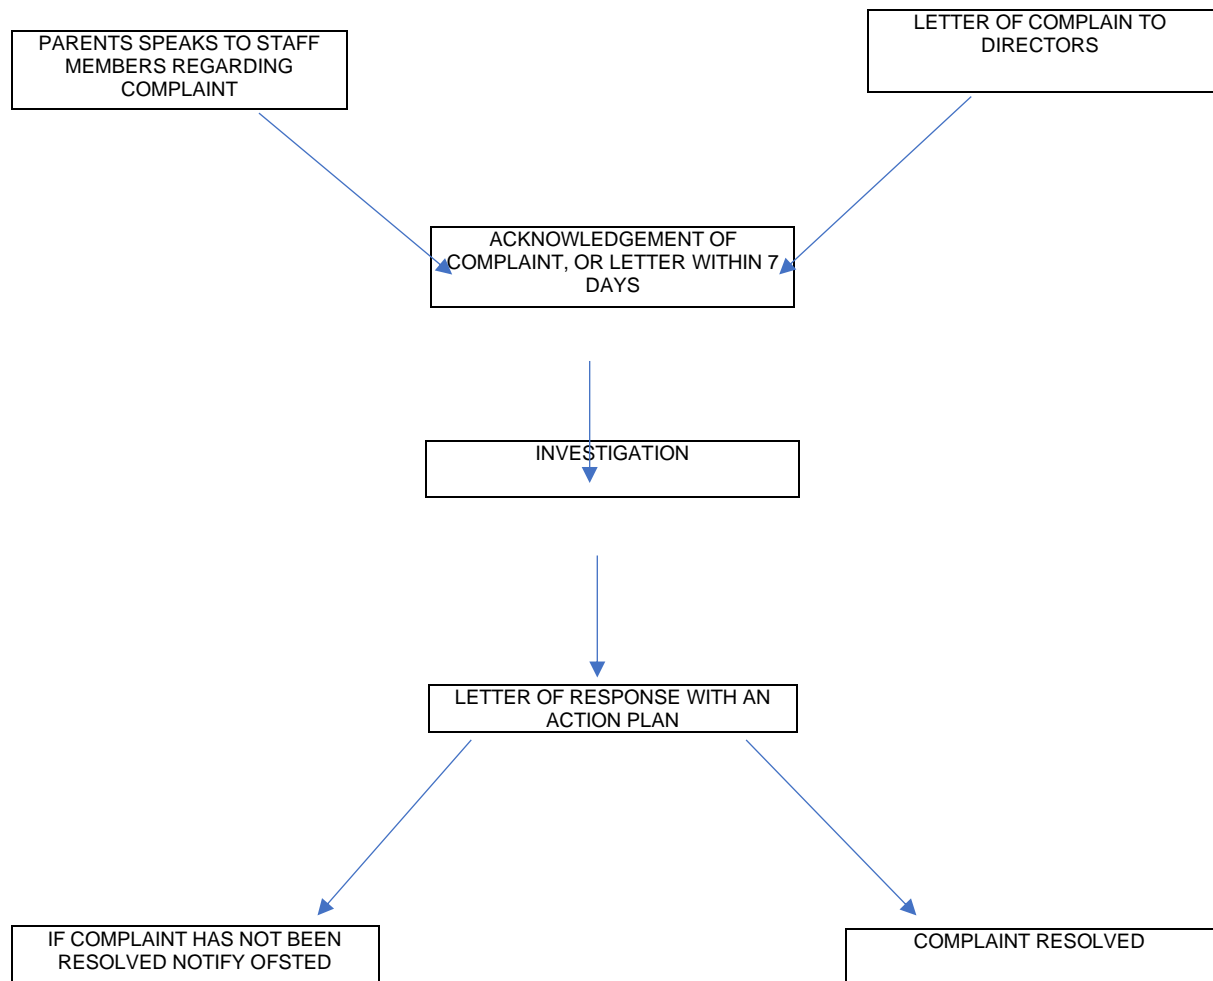 PARENTS SPEAKS TO STAFF
MEMBERS REGARDING
COMPLAINT
LETTER OF COMPLAIN TO
DIRECTORS
ACKNOWLEDGEMENT OF
COMPLAINT, OR LETTER WITHIN 7
DAYS
INVESTIGATION
LETTER OF RESPONSE WITH AN
ACTION PLAN
IF COMPLAINT HAS NOT BEEN
RESOLVED NOTIFY OFSTED
COMPLAINT RESOLVED